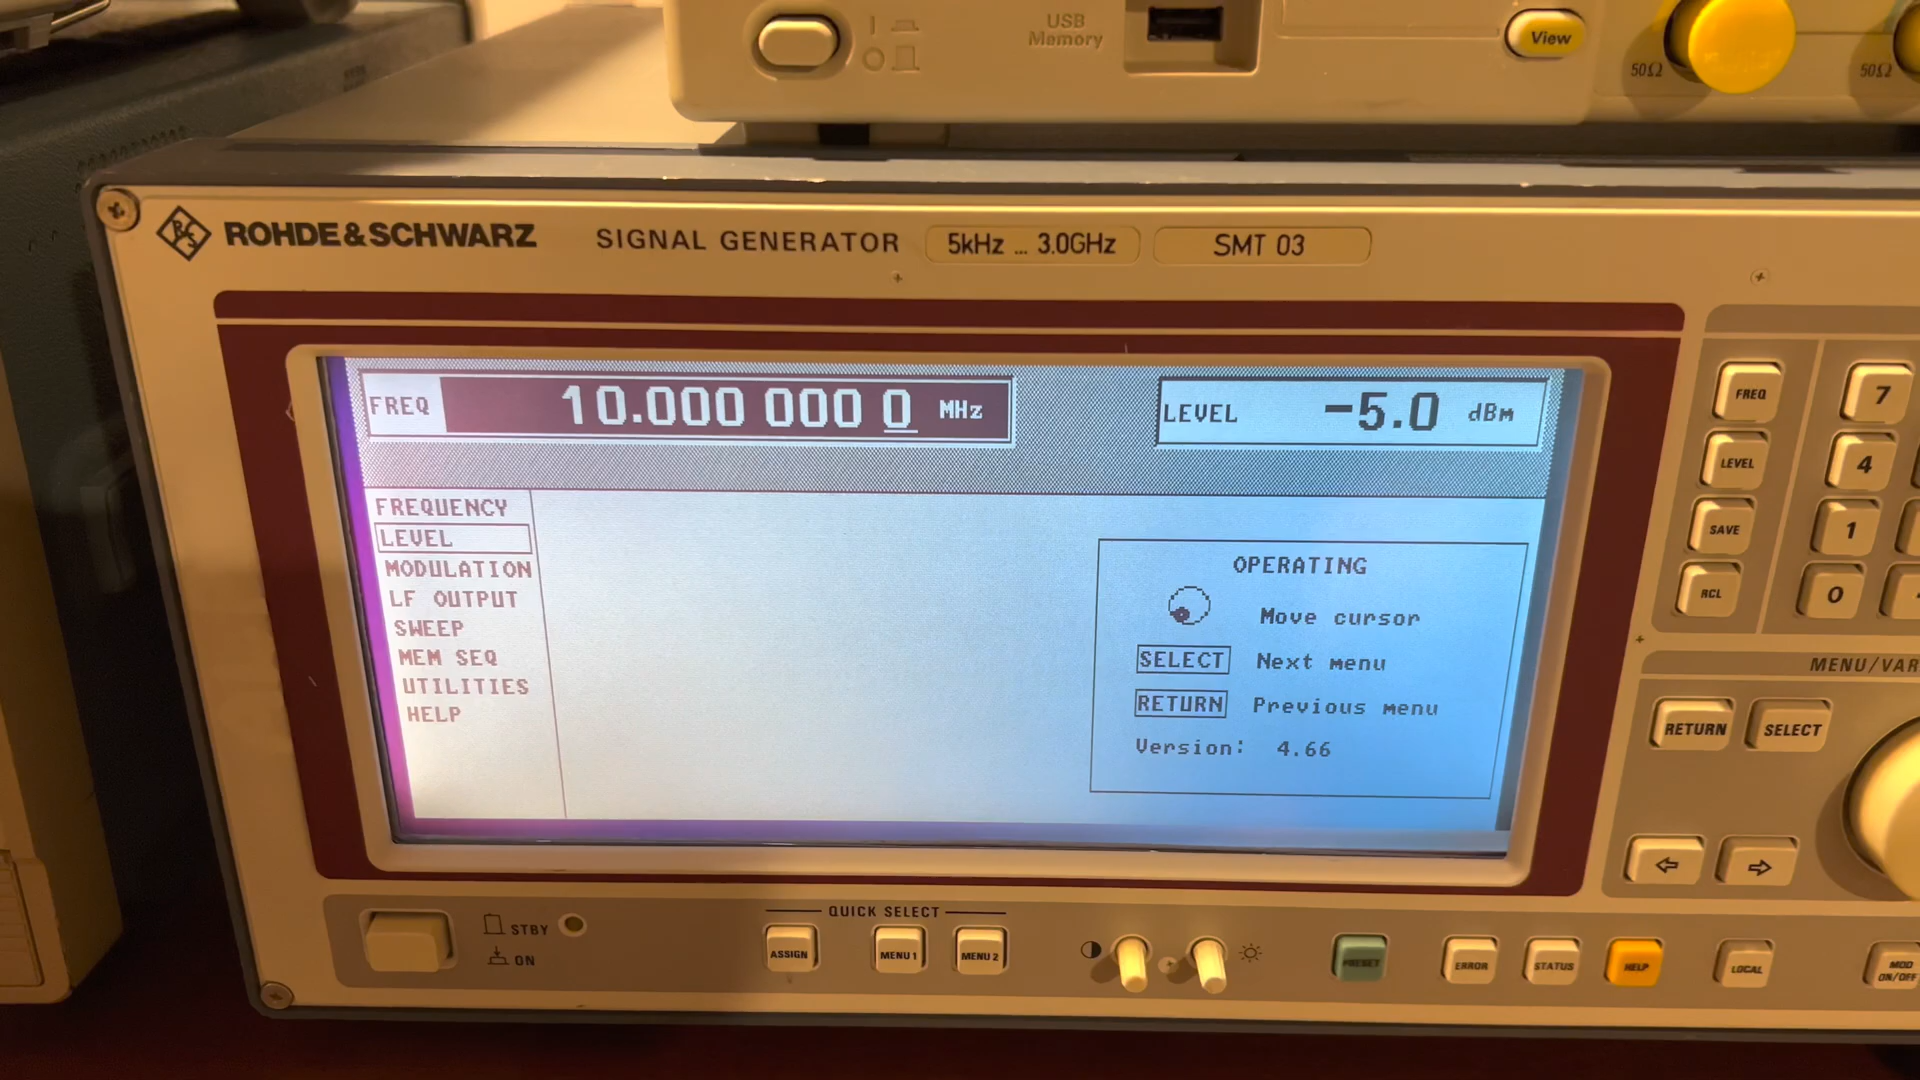 USB
Memory
View
50Ω
50Ω
ROHDE&SCHWARZ
SIGNAL GENERATOR
5kHz ... 3.0GHz
SMT 03
FREQ 10.000 000 0 MHz
LEVEL -5.0 dBm
FREQUENCY
LEVEL
MODULATION
LF OUTPUT
SWEEP
MEM SEQ
UTILITIES
HELP
OPERATING
Move cursor
SELECT Next menu
RETURN Previous menu
Version: 4.66
FREQ
LEVEL
SAVE
RCL
7
4
1
0
MENU/VAR
RETURN
SELECT
STBY
ON
QUICK SELECT
ASSIGN
MENU 1
MENU 2
PRESET
ERROR
STATUS
HELP
LOCAL
MOD
ON/OFF